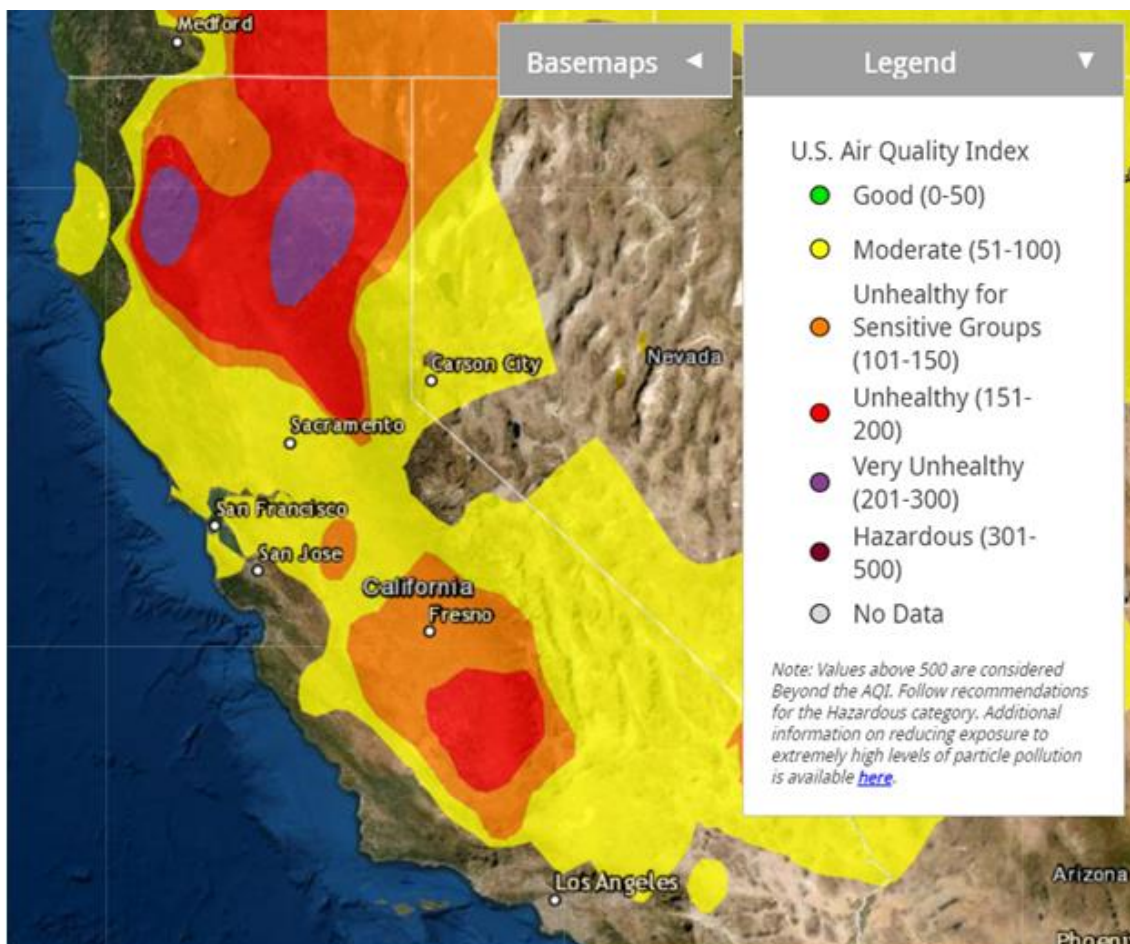 Medford
Basemaps
Legend
U.S. Air Quality Index
Good (0-50)
Moderate (51-100)
Unhealthy for
Sensitive Groups
(101-150)
Unhealthy (151-
200)
Very Unhealthy
(201-300)
Hazardous (301-
500)
No Data
Note: Values above 500 are considered
Beyond the AQI. Follow recommendations
for the Hazardous category. Additional
information on reducing exposure to
extremely high levels of particle pollution
is available here.
Nevada
Carson City
Sacramento
San Francisco
San Jose
California
Fresno
Los Angeles
Arizona